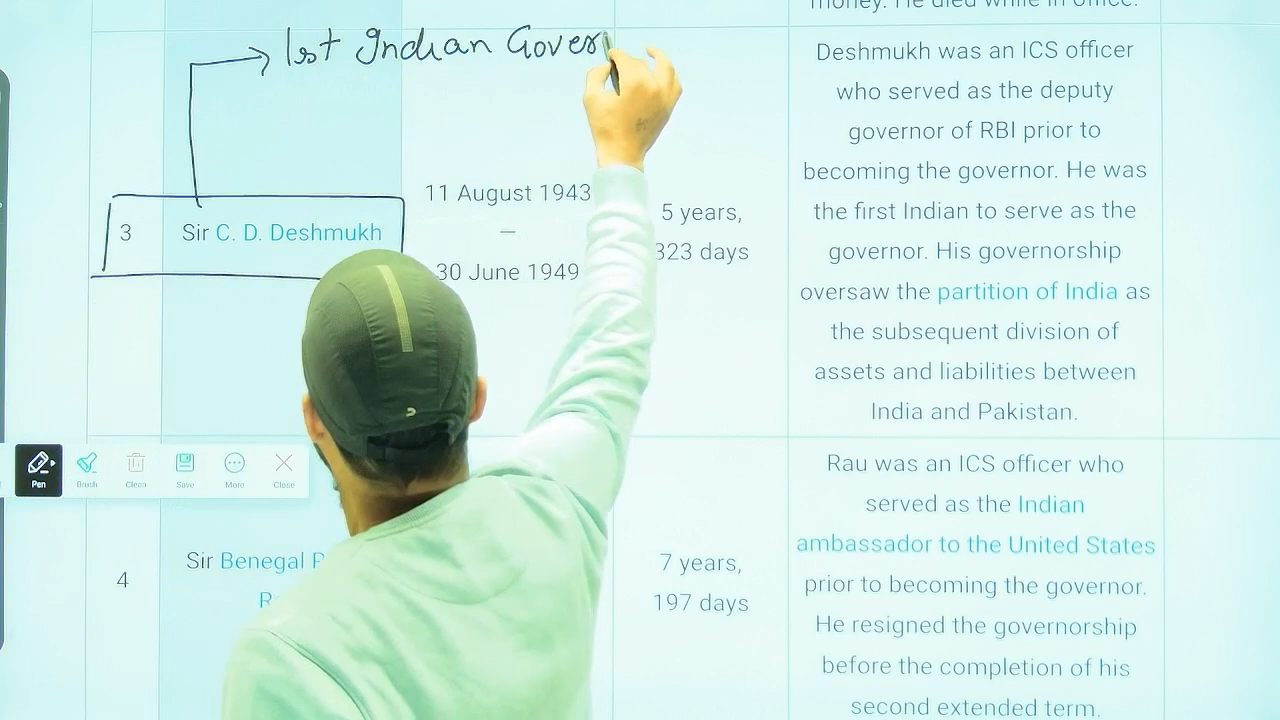 money. He died while in office.
1st Indian Gover
3
Sir C. D. Deshmukh
11 August 1943
–
30 June 1949
5 years,
323 days
Deshmukh was an ICS officer
who served as the deputy
governor of RBI prior to
becoming the governor. He was
the first Indian to serve as the
governor. His governorship
oversaw the partition of India as
the subsequent division of
assets and liabilities between
India and Pakistan.
Pen
Brush
Clean
Save
More
Close
4
Sir Benegal
7 years,
197 days
Rau was an ICS officer who
served as the Indian
ambassador to the United States
prior to becoming the governor.
He resigned the governorship
before the completion of his
second extended term.